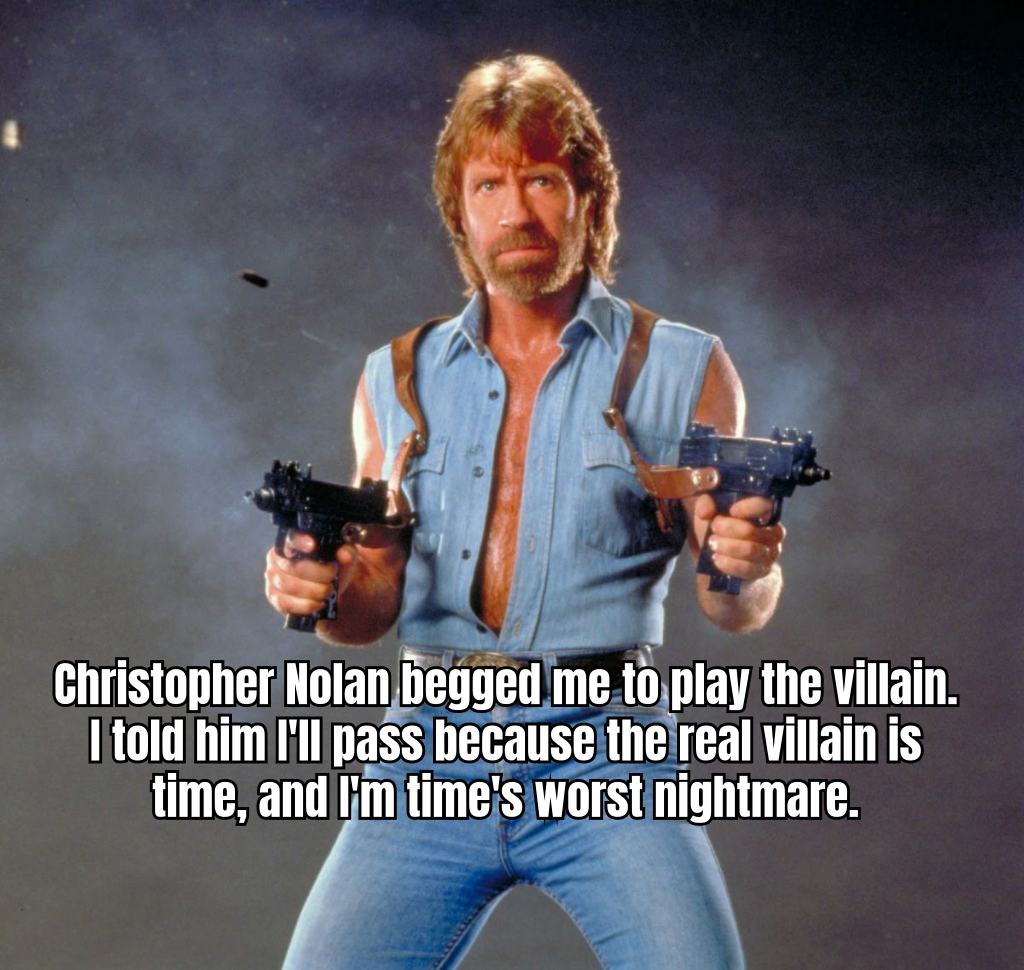 Christopher Nolan begged me to play the villain.
I told him I'll pass because the real villain is
time, and I'm time's worst nightmare.